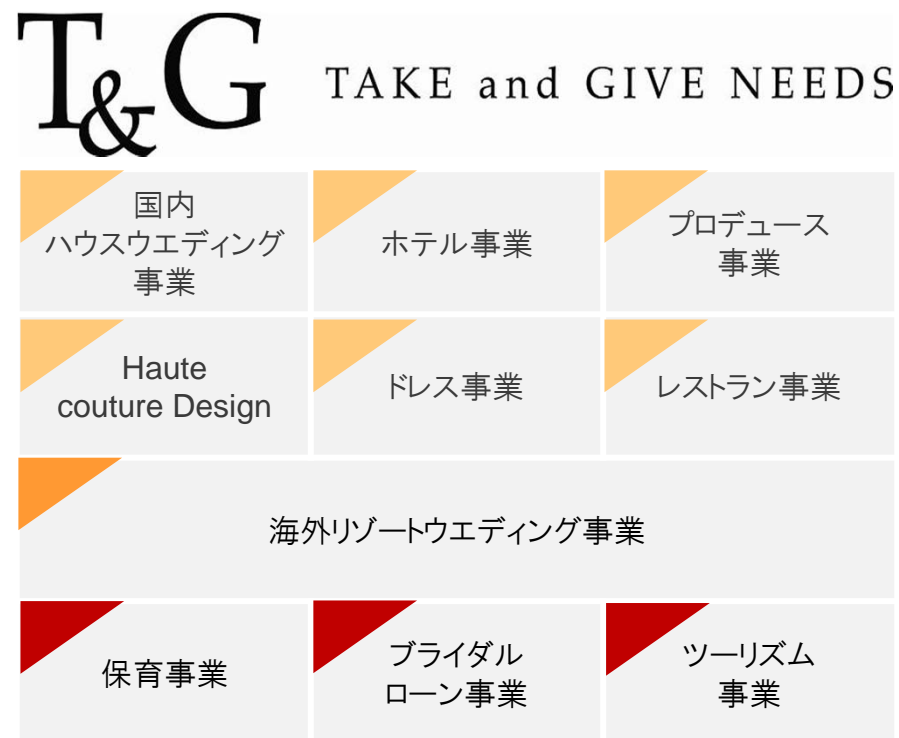 T&G TAKE and GIVE NEEDS
国内
ハウスウエディング
事業
ホテル事業
プロデュース
事業
Haute
couture Design
ドレス事業
レストラン事業
海外リゾートウエディング事業
保育事業
ブライダル
ローン事業
ツーリズム
事業